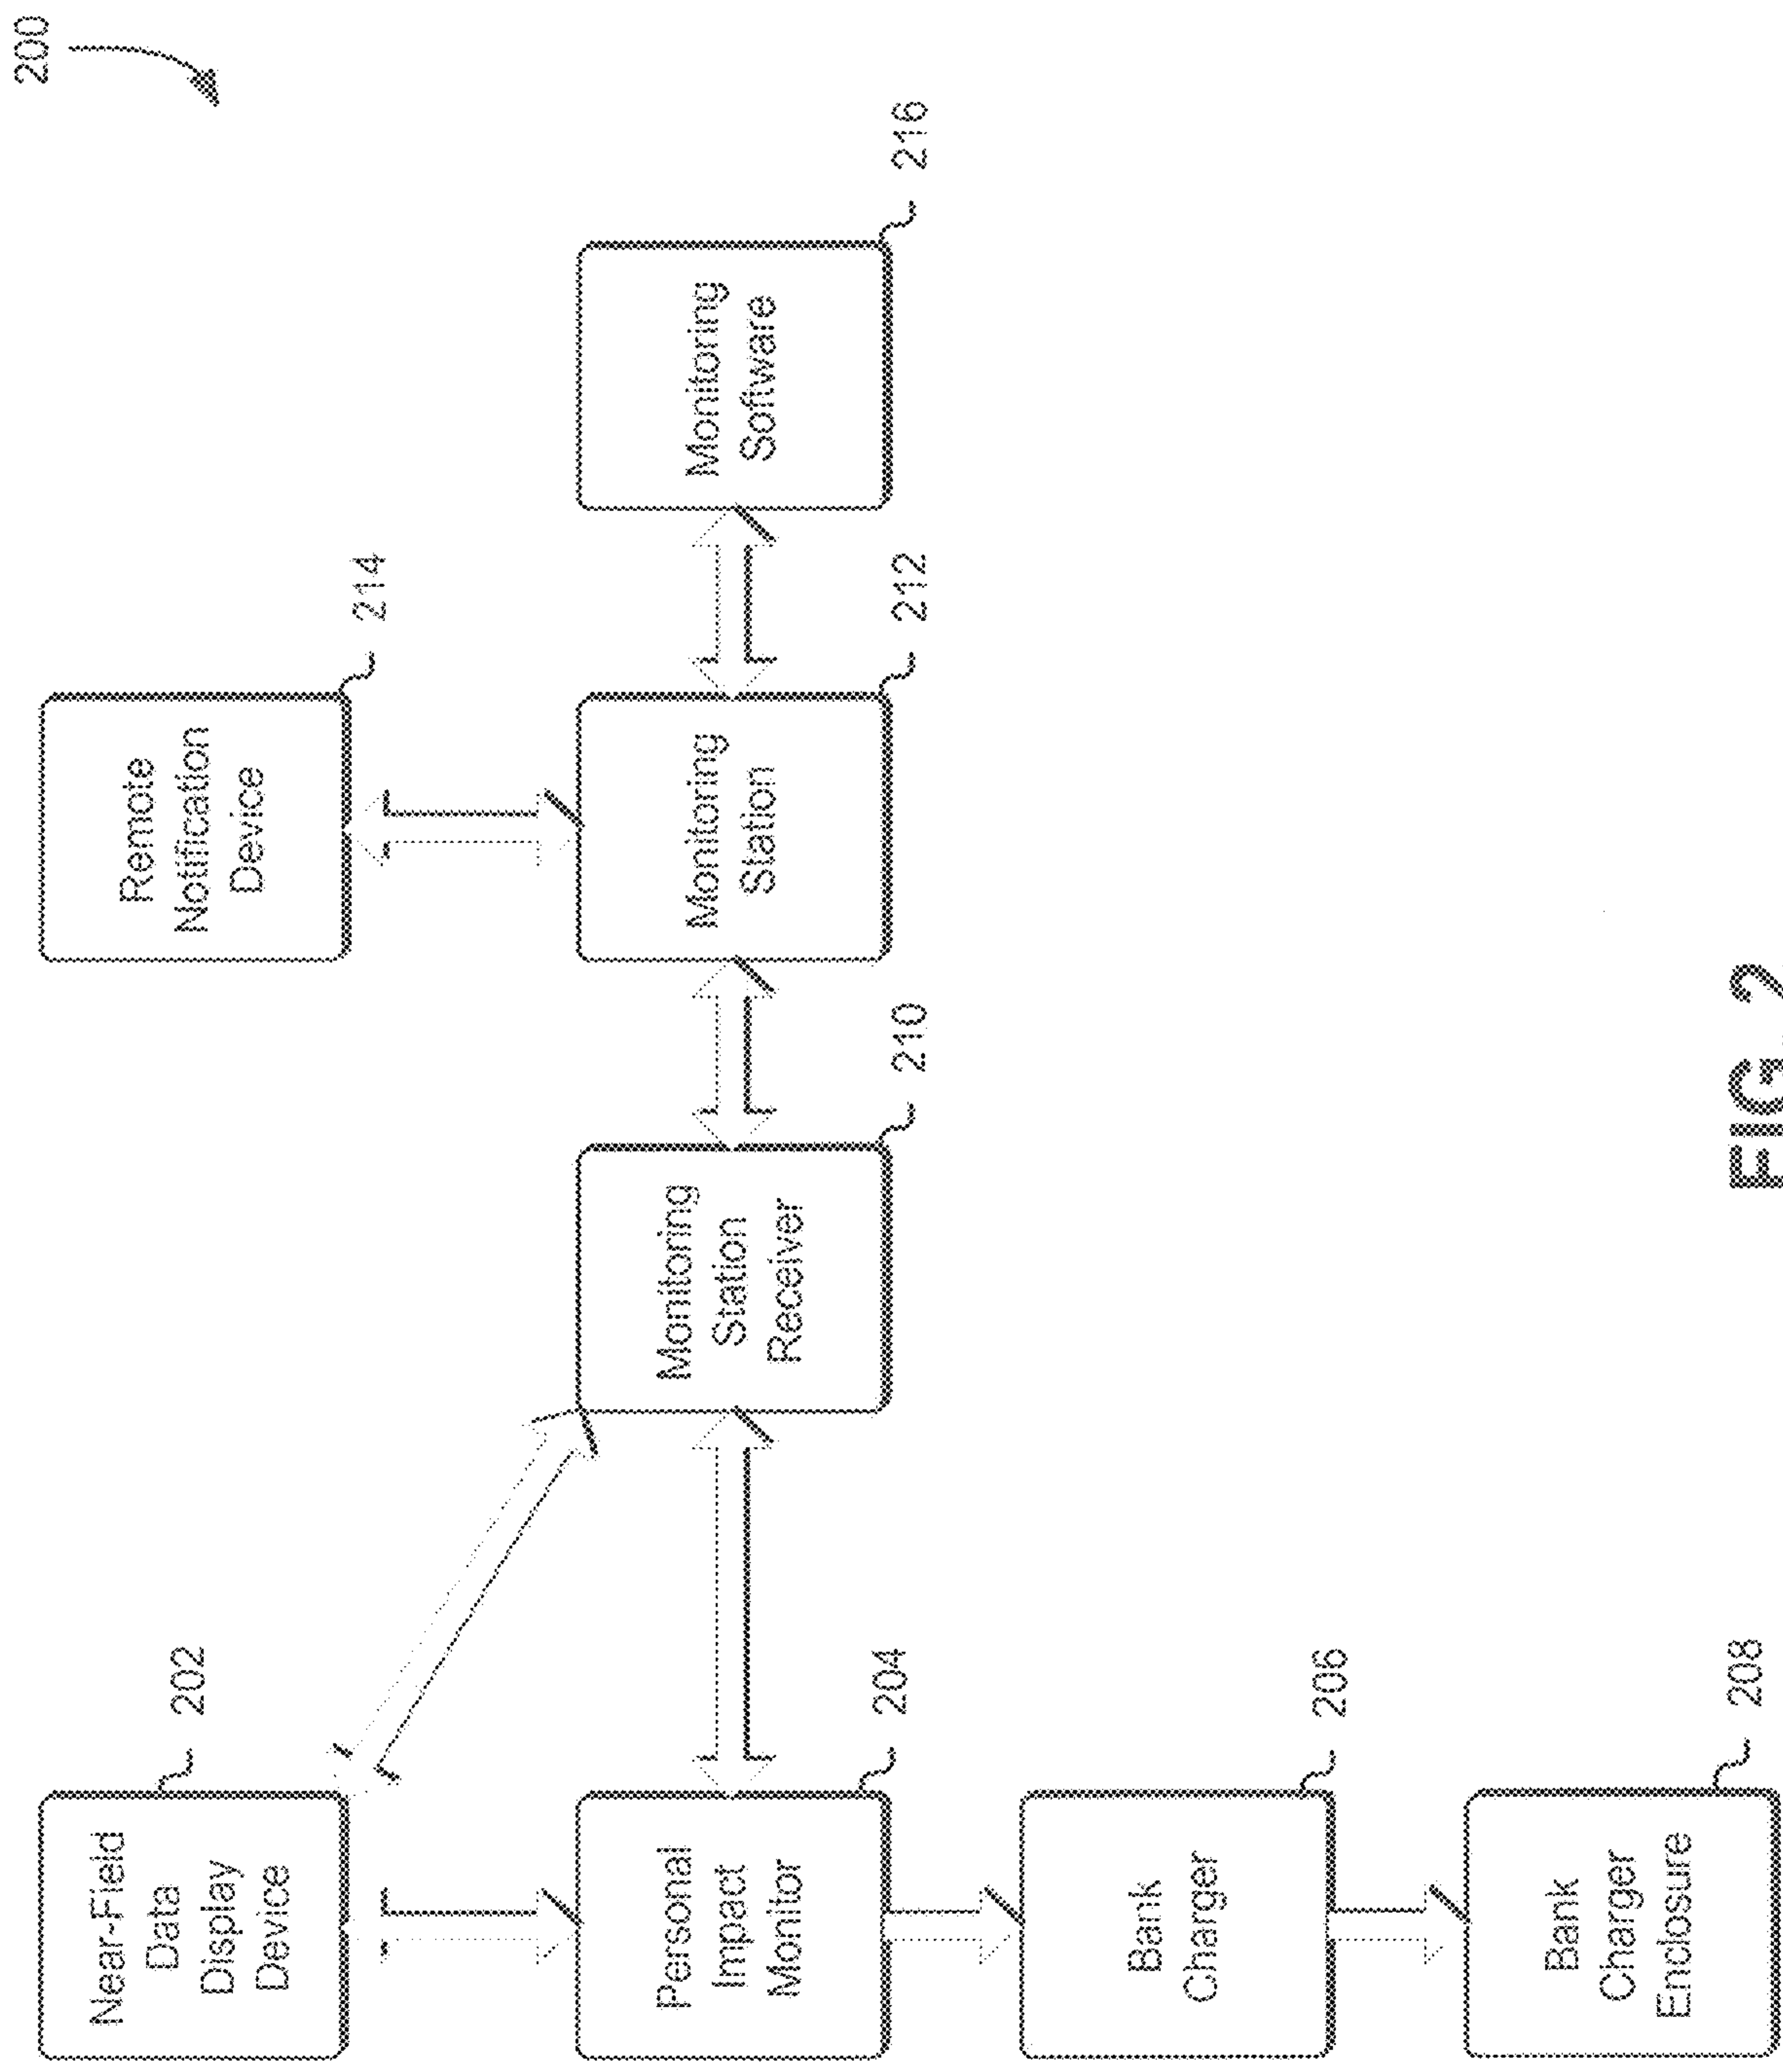 200
Near-Field
Data
Display
Device
202
Personal
Impact
Monitor
204
Bank
Charger
206
Bank
Charger
Enclosure
208
Monitoring
Station
Receiver
210
Remote
Notification
Device
214
Monitoring
Station
212
Monitoring
Software
216
FIG. 2